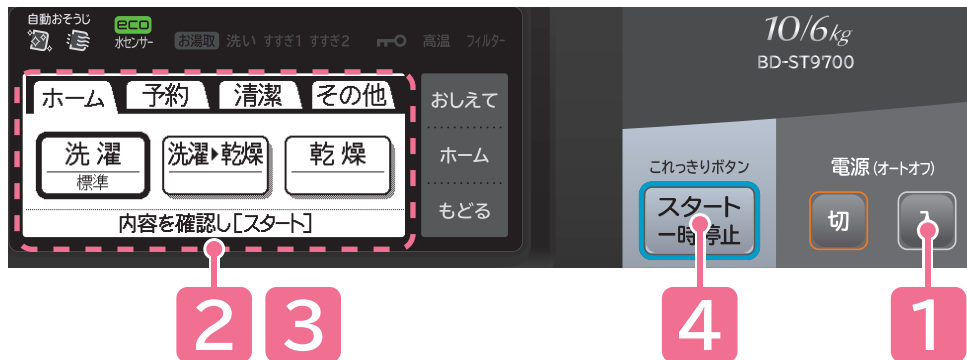 自動おそうじ
eco
水センサー お湯取 洗い すすぎ1 すすぎ2 高温 フィルター
ホーム 予約 清潔 その他
洗濯 洗濯▶乾燥 乾燥
標準
内容を確認し[スタート]
おしえて
ホーム
もどる
10/6kg
BD-ST9700
これっきりボタン
スタート
一時停止
電源(オートオフ)
切 入
2 3 4 1